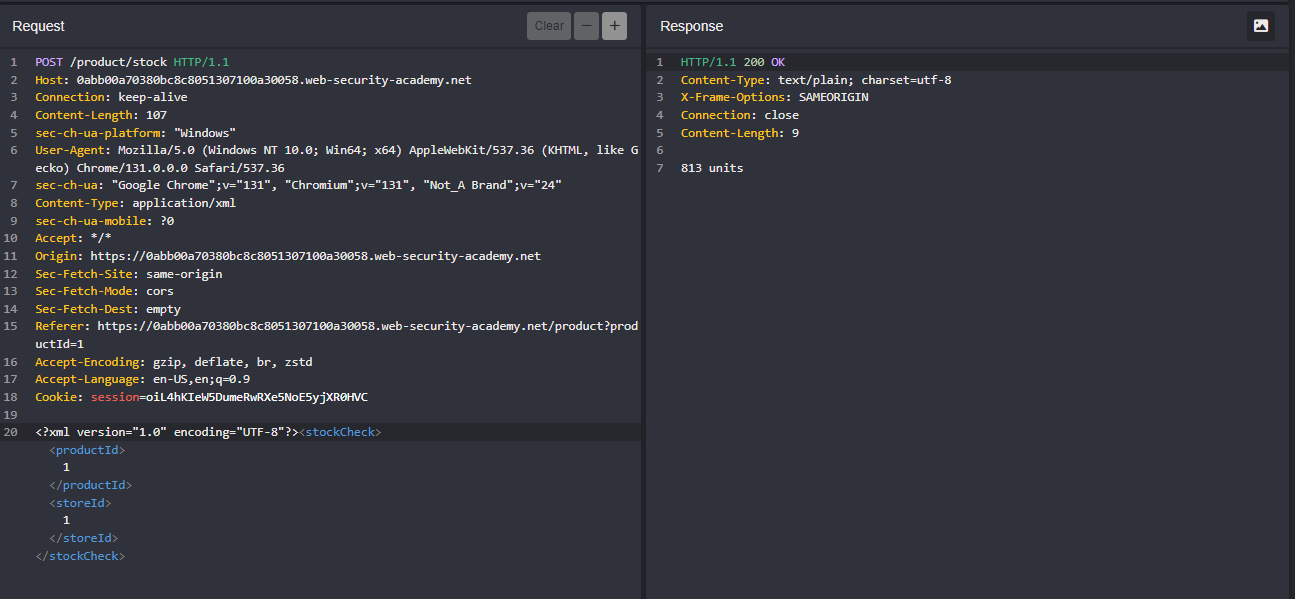 Request
Clear
−
+
1 POST /product/stock HTTP/1.1
2 Host: 0abb00a70380bc8c8051307100a30058.web-security-academy.net
3 Connection: keep-alive
4 Content-Length: 107
5 sec-ch-ua-platform: "Windows"
6 User-Agent: Mozilla/5.0 (Windows NT 10.0; Win64; x64) AppleWebKit/537.36 (KHTML, like G
ecko) Chrome/131.0.0.0 Safari/537.36
7 sec-ch-ua: "Google Chrome";v="131", "Chromium";v="131", "Not_A Brand";v="24"
8 Content-Type: application/xml
9 sec-ch-ua-mobile: ?0
10 Accept: */*
11 Origin: https://0abb00a70380bc8c8051307100a30058.web-security-academy.net
12 Sec-Fetch-Site: same-origin
13 Sec-Fetch-Mode: cors
14 Sec-Fetch-Dest: empty
15 Referer: https://0abb00a70380bc8c8051307100a30058.web-security-academy.net/product?prod
uctId=1
16 Accept-Encoding: gzip, deflate, br, zstd
17 Accept-Language: en-US,en;q=0.9
18 Cookie: session=oiL4hKIeW5DumeRwRXe5NoE5yjXR0HVC
19
20 <?xml version="1.0" encoding="UTF-8"?><stockCheck>
<productId>
1
</productId>
<storeId>
1
</storeId>
</stockCheck>
Response
1 HTTP/1.1 200 OK
2 Content-Type: text/plain; charset=utf-8
3 X-Frame-Options: SAMEORIGIN
4 Connection: close
5 Content-Length: 9
6
7 813 units